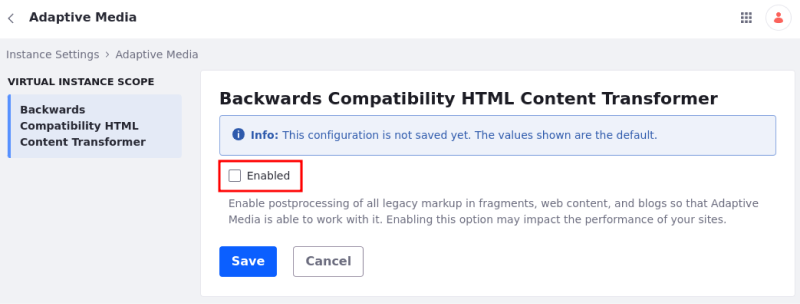 Adaptive Media
Instance Settings > Adaptive Media
VIRTUAL INSTANCE SCOPE
Backwards
Compatibility HTML
Content Transformer
Backwards Compatibility HTML Content Transformer
Info: This configuration is not saved yet. The values shown are the default.
Enabled
Enable postprocessing of all legacy markup in fragments, web content, and blogs so that Adaptive
Media is able to work with it. Enabling this option may impact the performance of your sites.
Save Cancel